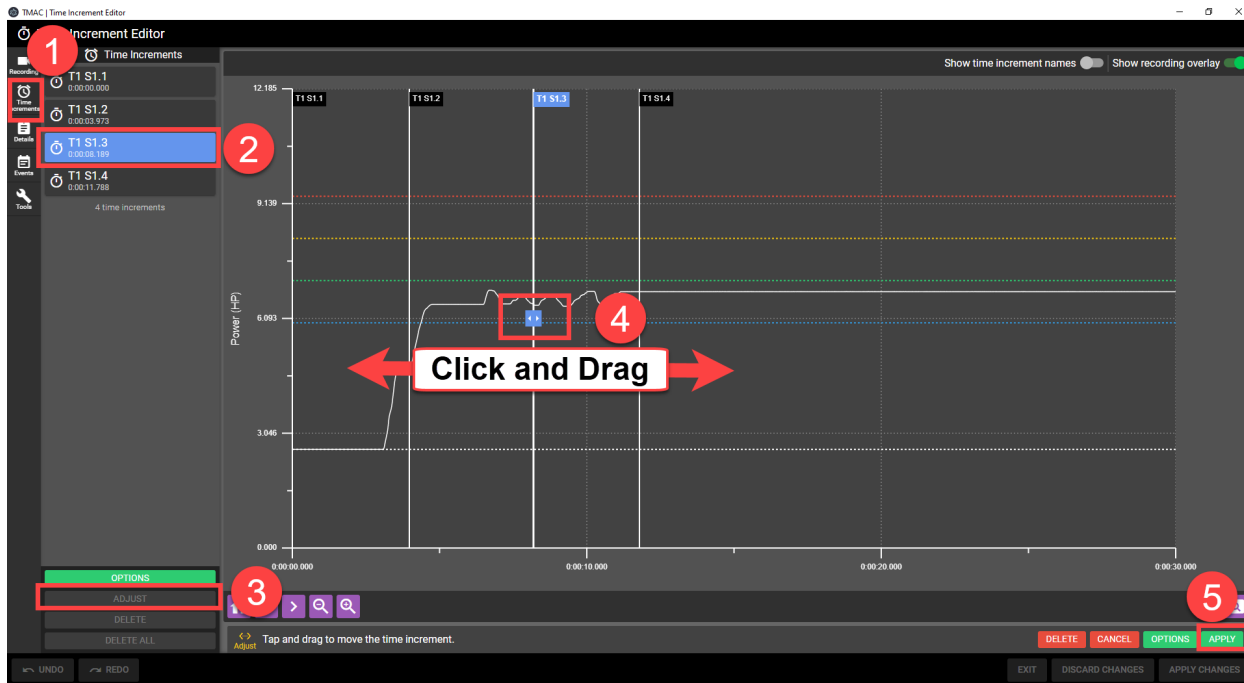 TMAC | Time Increment Editor
Increment Editor
1
Recording
Time
Increments
Details
Events
Tools
Time Increments
T1 S1.1
0:00:00.000
T1 S1.2
0:00:03.973
T1 S1.3
0:00:08.189
2
T1 S1.4
0:00:11.788
4 time increments
Show time increment names
Show recording overlay
12.185
T1 S1.1
T1 S1.2
T1 S1.3
T1 S1.4
9.139
Power (HP)
6.093
4
Click and Drag
3.046
0.000
0:00:00.000
0:00:10.000
0:00:20.000
0:00:30.000
OPTIONS
ADJUST
DELETE
DELETE ALL
3
5
Adjust
Tap and drag to move the time increment.
DELETE
CANCEL
OPTIONS
APPLY
UNDO
REDO
EXIT
DISCARD CHANGES
APPLY CHANGES